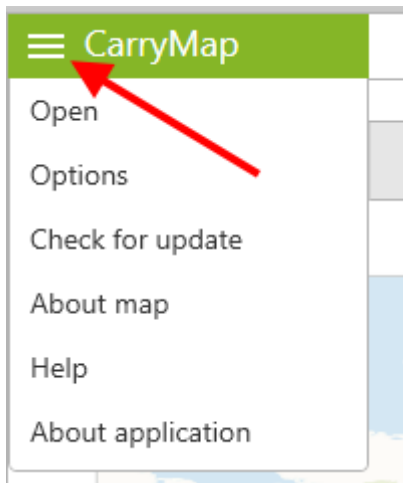 CarryMap
Open
Options
Check for update
About map
Help
About application